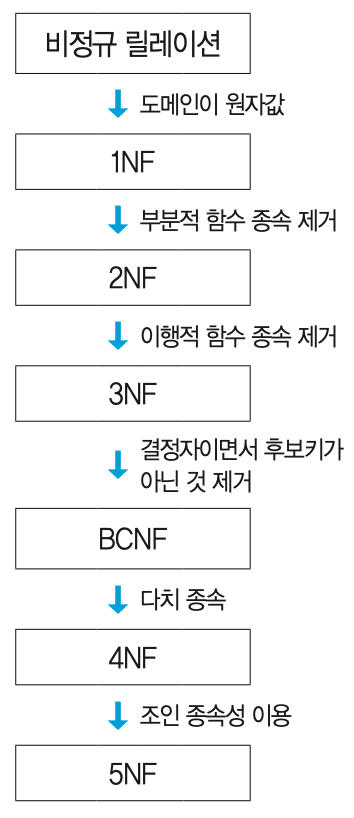 비정규 릴레이션
도메인이 원자값
1NF
부분적 함수 종속 제거
2NF
이행적 함수 종속 제거
3NF
결정자이면서 후보키가
아닌 것 제거
BCNF
다치 종속
4NF
조인 종속성 이용
5NF